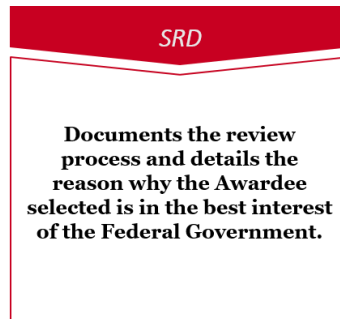 SRD
Documents the review
process and details the
reason why the Awardee
selected is in the best interest
of the Federal Government.